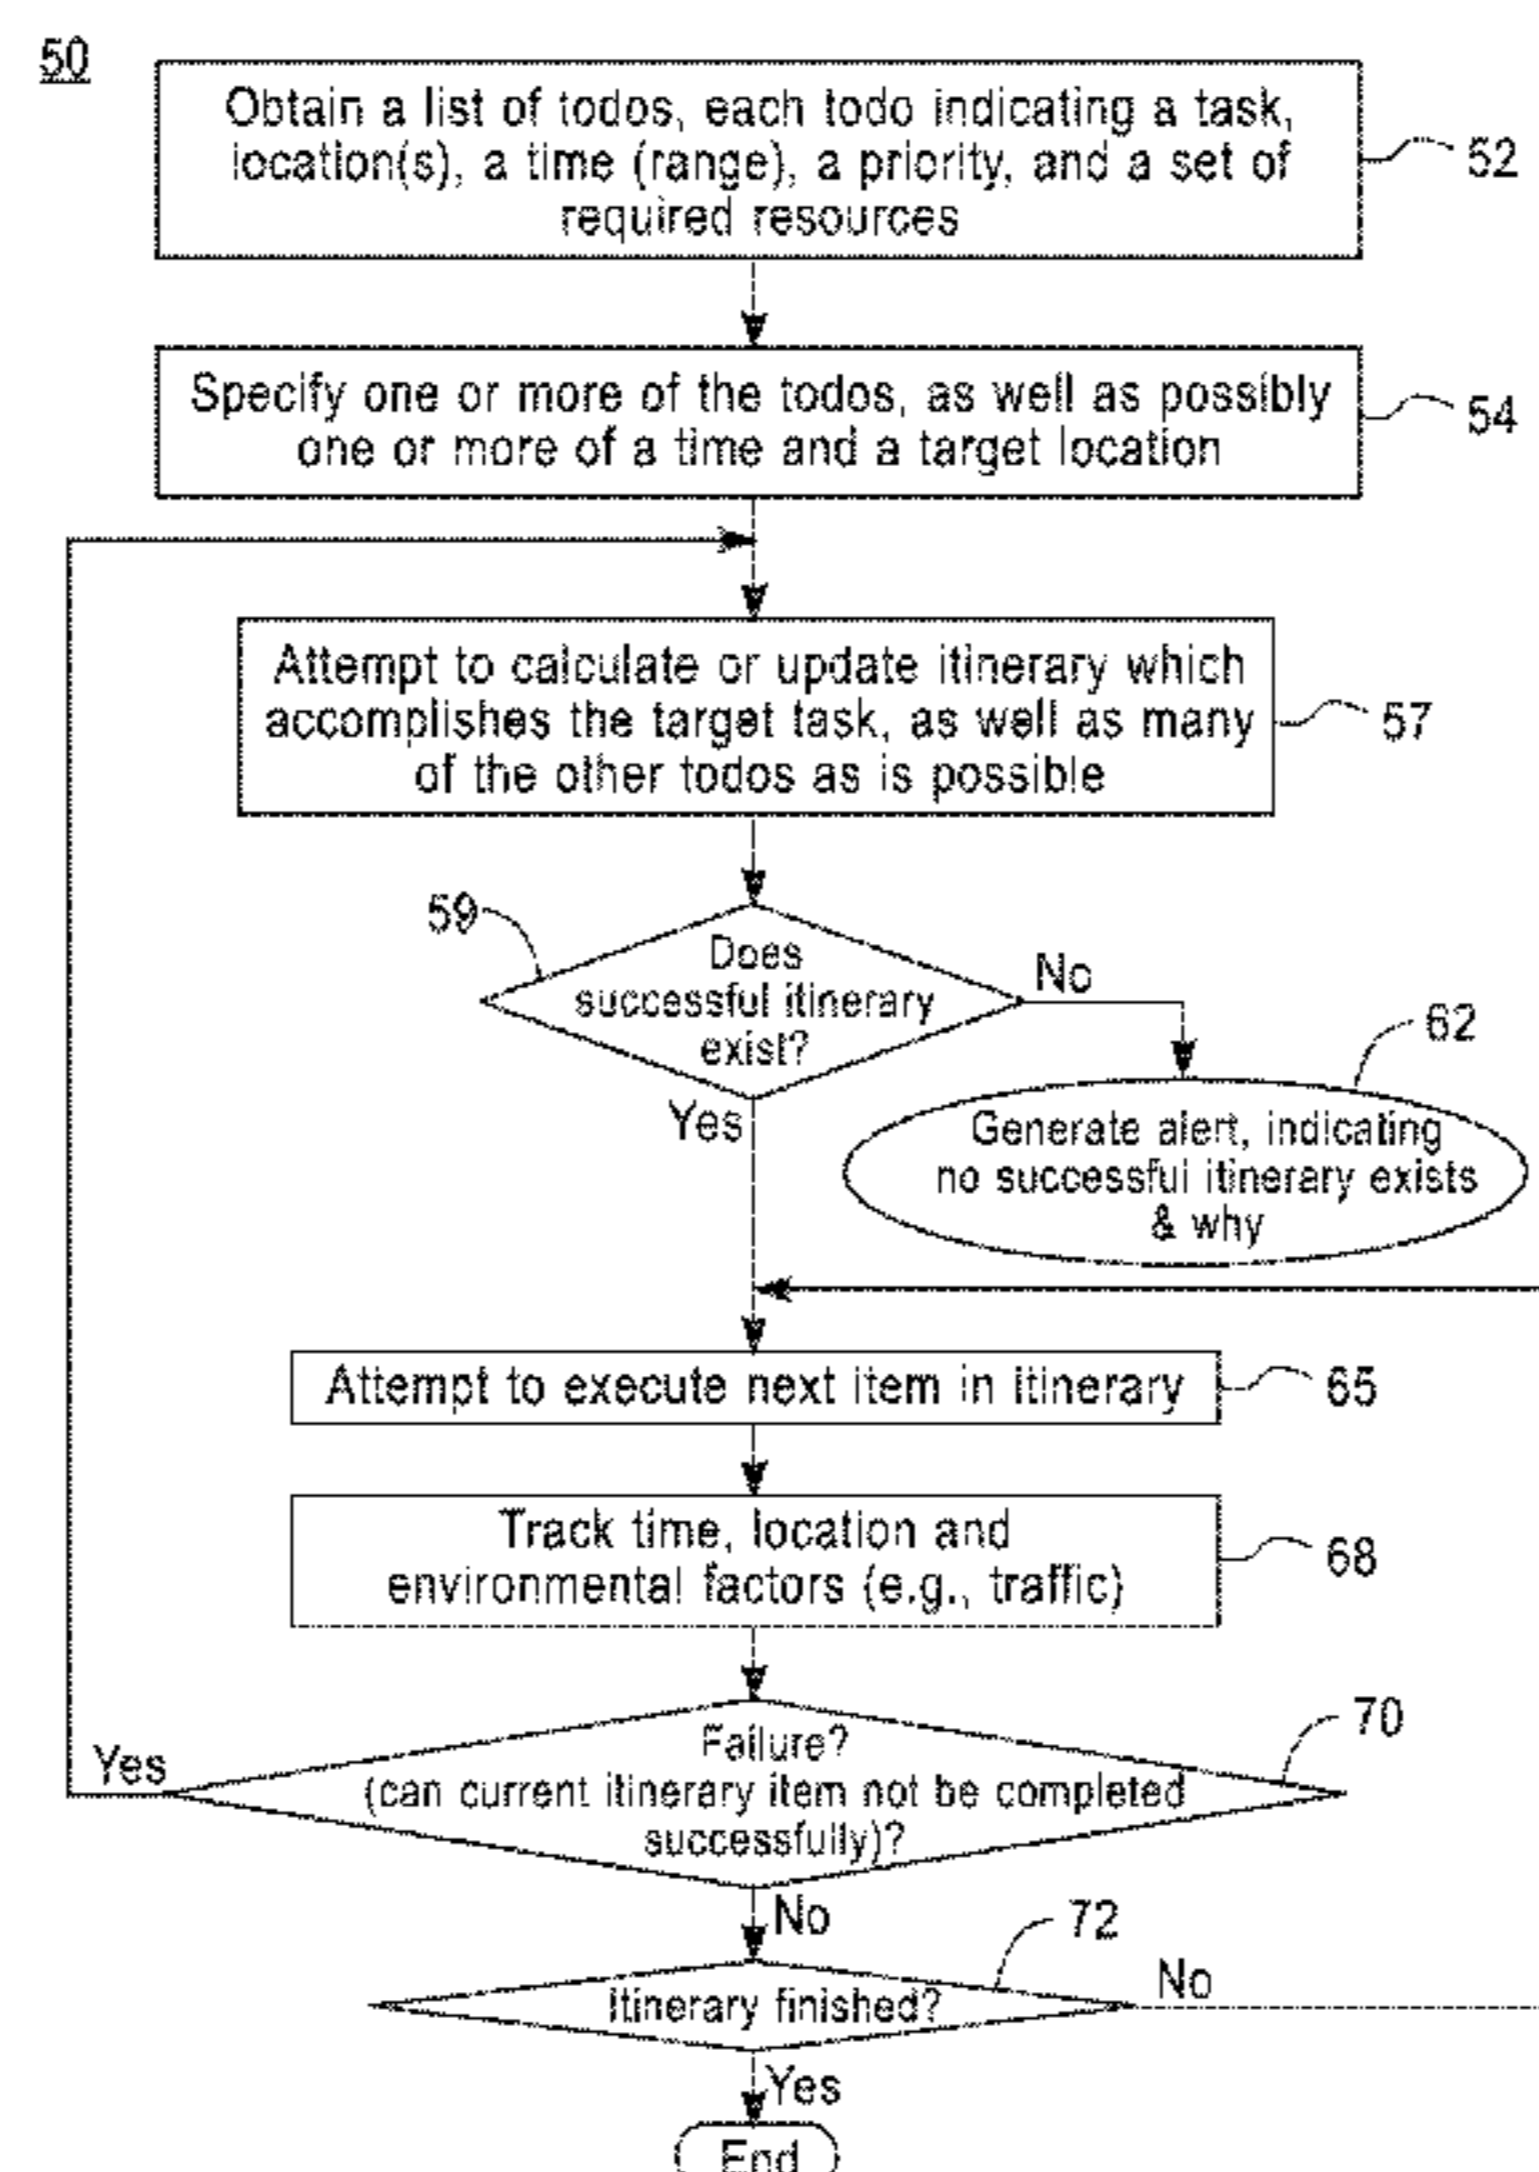 50
Obtain a list of todos, each todo indicating a task,
location(s), a time (range), a priority, and a set of
required resources
52
Specify one or more of the todos, as well as possibly
one or more of a time and a target location
54
Attempt to calculate or update itinerary which
accomplishes the target task, as well as many
of the other todos as is possible
57
59
Does
successful itinerary
exist?
No
Yes
62
Generate alert, indicating
no successful itinerary exists
& why
Attempt to execute next item in itinerary
65
Track time, location and
environmental factors (e.g., traffic)
68
Yes
Failure?
(can current itinerary item not be completed
successfully)?
70
No
72
Itinerary finished?
No
Yes
End